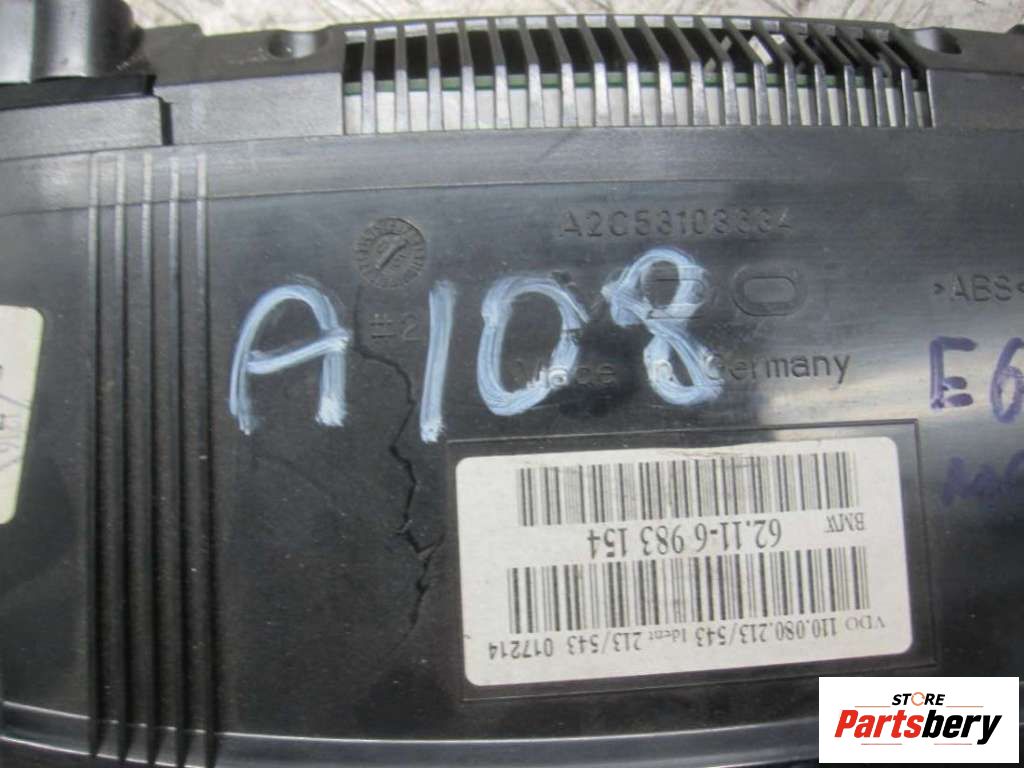 A2C53103334
VDO
>ABS<
#2
A108
Made in Germany
E6
BMW
62.11-6 983 154
VDO 110.080.213/543 Ident 213/543 017214
STORE
Partsbery